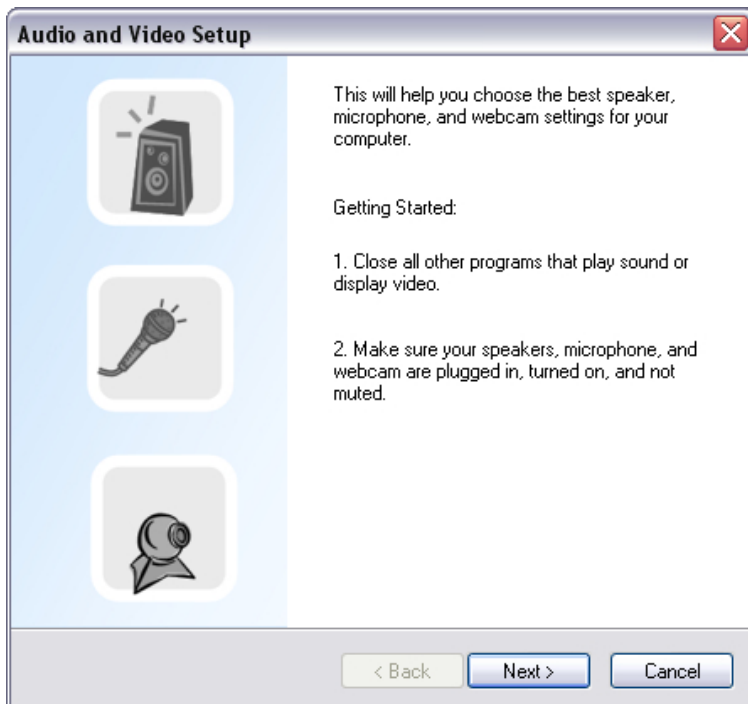 Audio and Video Setup
This will help you choose the best speaker,
microphone, and webcam settings for your
computer.
Getting Started:
1. Close all other programs that play sound or
display video.
2. Make sure your speakers, microphone, and
webcam are plugged in, turned on, and not
muted.
< Back
Next >
Cancel